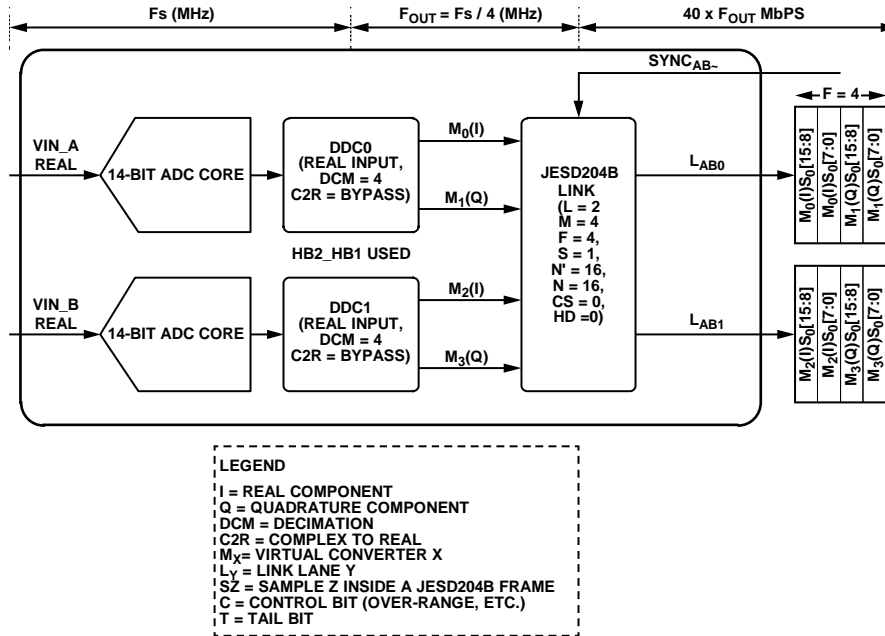 Fs (MHz)
FOUT = Fs / 4 (MHz)
40 x FOUT MbPS
SYNCAB~
F = 4
VIN_A
REAL
14-BIT ADC CORE
DDC0
(REAL INPUT,
DCM = 4
C2R = BYPASS)
M0(I)
M1(Q)
HB2_HB1 USED
VIN_B
REAL
14-BIT ADC CORE
DDC1
(REAL INPUT,
DCM = 4
C2R = BYPASS)
M2(I)
M3(Q)
JESD204B
LINK
(L = 2
M = 4
F = 4,
S = 1,
N' = 16,
N = 16,
CS = 0,
HD =0)
LAB0
LAB1
M0(I)S0[15:8]
M0(I)S0[7:0]
M1(Q)S0[15:8]
M1(Q)S0[7:0]
M2(I)S0[15:8]
M2(I)S0[7:0]
M3(Q)S0[15:8]
M3(Q)S0[7:0]
LEGEND
I = REAL COMPONENT
Q = QUADRATURE COMPONENT
DCM = DECIMATION
C2R = COMPLEX TO REAL
MX= VIRTUAL CONVERTER X
LY = LINK LANE Y
SZ = SAMPLE Z INSIDE A JESD204B FRAME
C = CONTROL BIT (OVER-RANGE, ETC.)
T = TAIL BIT